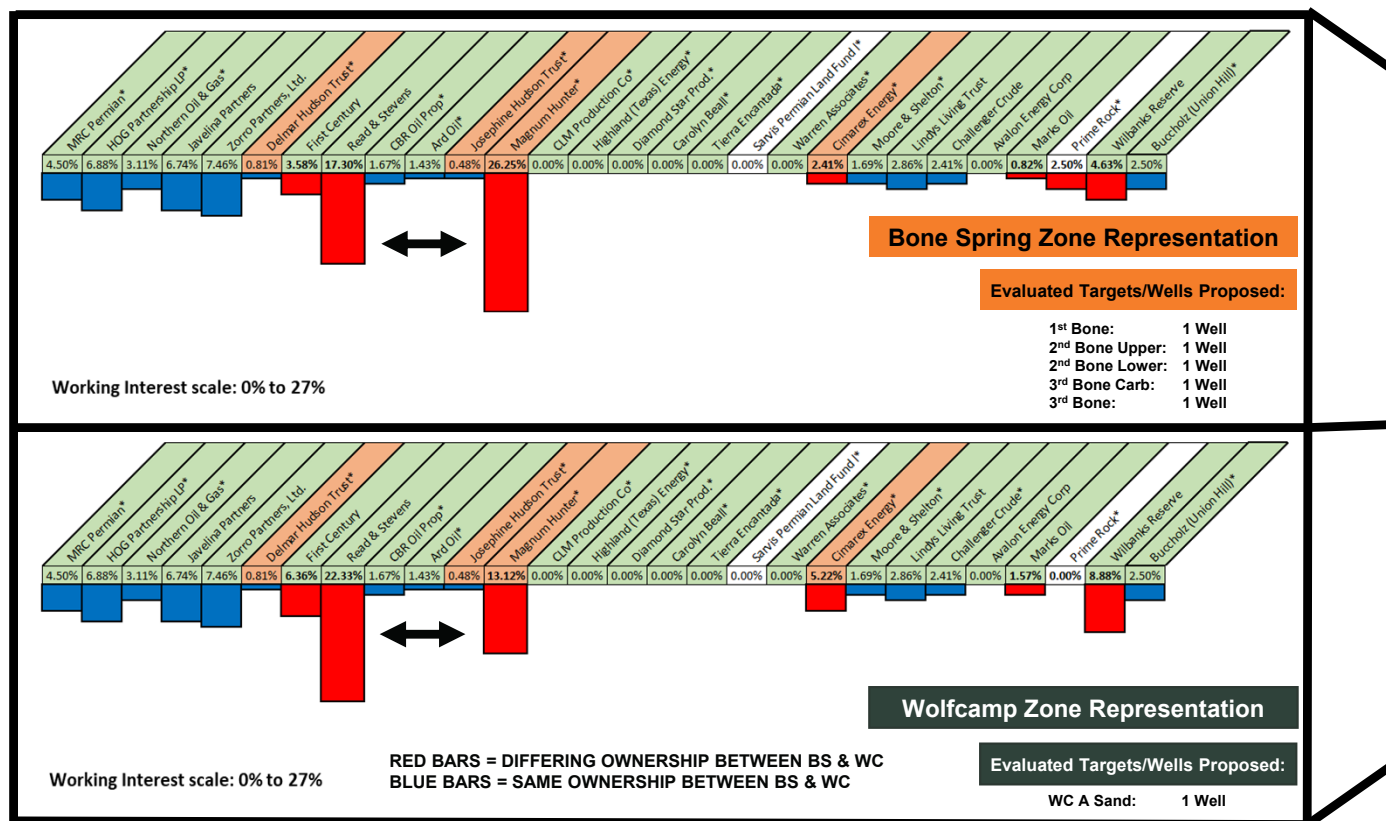 MRC Permian*
HOG Partnership LP*
Northern Oil & Gas*
Javelina Partners
Zorro Partners, Ltd.
Delmar Hudson Trust*
First Century
Read & Stevens
CBR Oil Prop*
Ard Oil*
Josephine Hudson Trust*
Magnum Hunter*
CLM Production Co*
Highland (Texas) Energy*
Diamond Star Prod.*
Carolyn Beall*
Tierra Encantada*
Sarvis Permian Land Fund I*
Warren Associates*
Cimarex Energy*
Moore & Shelton*
Lindys Living Trust
Challenger Crude
Avalon Energy Corp
Marks Oil
Prime Rock*
Wilbanks Reserve
Buccholz (Union Hill)*
4.50% 6.88% 3.11% 6.74% 7.46% 0.81% 3.58% 17.30% 1.67% 1.43% 0.48% 26.25% 0.00% 0.00% 0.00% 0.00% 0.00% 0.00% 0.00% 2.41% 1.69% 2.86% 2.41% 0.00% 0.82% 2.50% 4.63% 2.50%
Bone Spring Zone Representation
Evaluated Targets/Wells Proposed:
1st Bone: 1 Well
2nd Bone Upper: 1 Well
2nd Bone Lower: 1 Well
3rd Bone Carb: 1 Well
3rd Bone: 1 Well
Working Interest scale: 0% to 27%
MRC Permian*
HOG Partnership LP*
Northern Oil & Gas*
Javelina Partners
Zorro Partners, Ltd.
Delmar Hudson Trust*
First Century
Read & Stevens
CBR Oil Prop*
Ard Oil*
Josephine Hudson Trust*
Magnum Hunter*
CLM Production Co*
Highland (Texas) Energy*
Diamond Star Prod.*
Carolyn Beall*
Tierra Encantada*
Sarvis Permian Land Fund I*
Warren Associates*
Cimarex Energy*
Moore & Shelton*
Lindys Living Trust
Challenger Crude*
Avalon Energy Corp
Marks Oil
Prime Rock*
Wilbanks Reserve
Buccholz (Union Hill)*
4.50% 6.88% 3.11% 6.74% 7.46% 0.81% 6.36% 22.33% 1.67% 1.43% 0.48% 13.12% 0.00% 0.00% 0.00% 0.00% 0.00% 0.00% 0.00% 5.22% 1.69% 2.86% 2.41% 0.00% 1.57% 0.00% 8.88% 2.50%
Wolfcamp Zone Representation
Evaluated Targets/Wells Proposed:
WC A Sand: 1 Well
RED BARS = DIFFERING OWNERSHIP BETWEEN BS & WC
BLUE BARS = SAME OWNERSHIP BETWEEN BS & WC
Working Interest scale: 0% to 27%